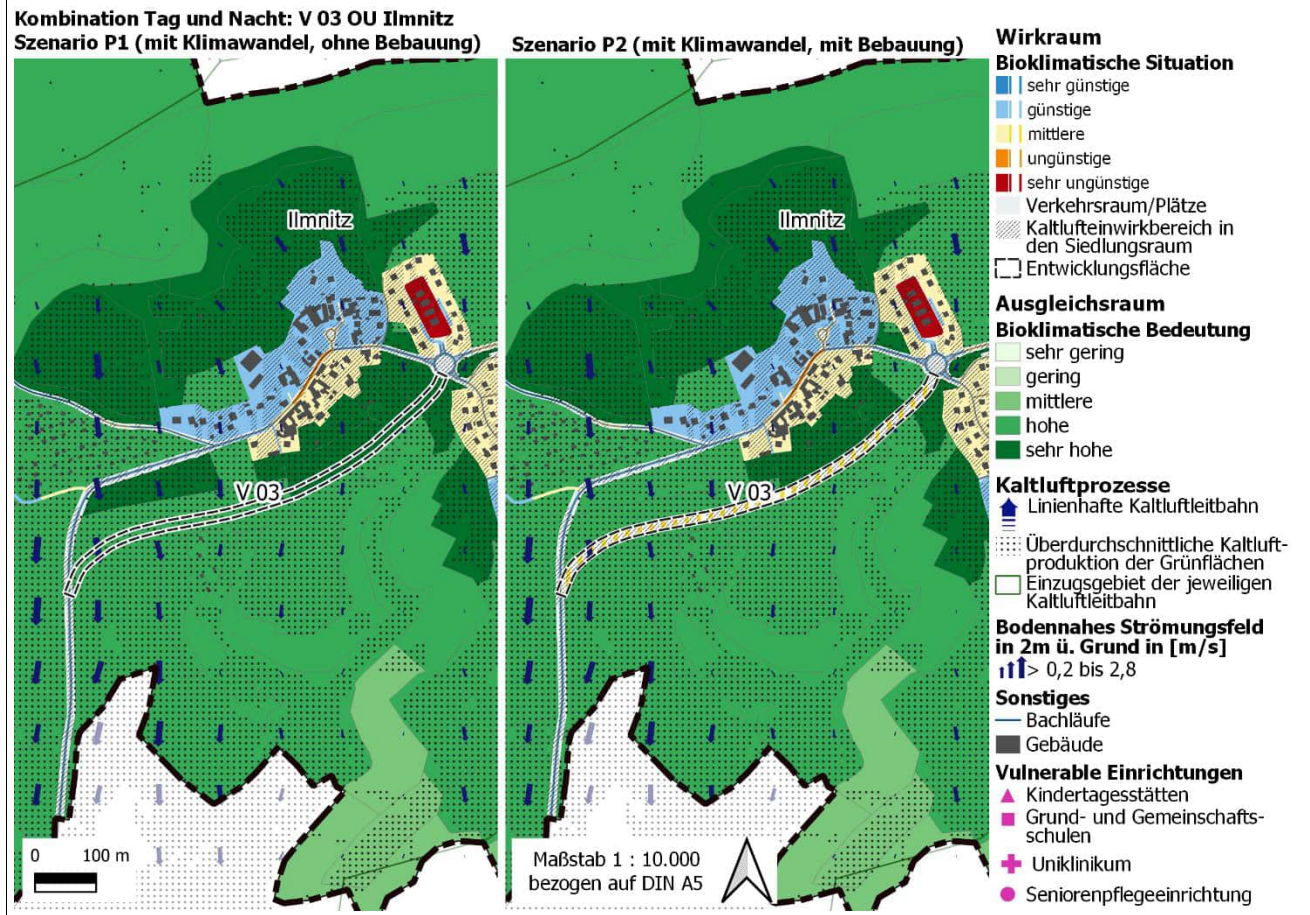 Kombination Tag und Nacht: V 03 OU Ilmnitz
Szenario P1 (mit Klimawandel, ohne Bebauung)
Szenario P2 (mit Klimawandel, mit Bebauung)
Ilmnitz
V 03
0 100 m
Ilmnitz
V 03
Maßstab 1 : 10.000
bezogen auf DIN A5
Wirkraum
Bioklimatische Situation
sehr günstige
günstige
mittlere
ungünstige
sehr ungünstige
Verkehrsraum/Plätze
Kaltlufteinwirkbereich in
den Siedlungsraum
Entwicklungsfläche
Ausgleichsraum
Bioklimatische Bedeutung
sehr gering
gering
mittlere
hohe
sehr hohe
Kaltluftprozesse
Linienhafte Kaltluftleitbahn
Überdurchschnittliche Kaltluft-
produktion der Grünflächen
Einzugsgebiet der jeweiligen
Kaltluftleitbahn
Bodennahes Strömungsfeld
in 2m ü. Grund in [m/s]
> 0,2 bis 2,8
Sonstiges
Bachläufe
Gebäude
Vulnerable Einrichtungen
Kindertagesstätten
Grund- und Gemeinschafts-
schulen
Uniklinikum
Seniorenpflegeeinrichtung